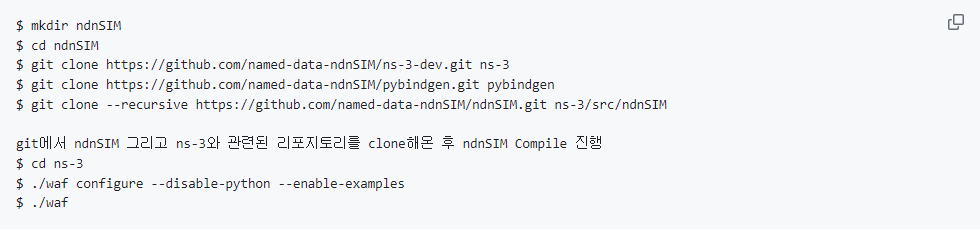 $ mkdir ndnSIM
$ cd ndnSIM
$ git clone https://github.com/named-data-ndnSIM/ns-3-dev.git ns-3
$ git clone https://github.com/named-data-ndnSIM/pybindgen.git pybindgen
$ git clone --recursive https://github.com/named-data-ndnSIM/ndnSIM.git ns-3/src/ndnSIM
git에서 ndnSIM 그리고 ns-3와 관련된 리포지토리를 clone해온 후 ndnSIM Compile 진행
$ cd ns-3
$ ./waf configure --disable-python --enable-examples
$ ./waf